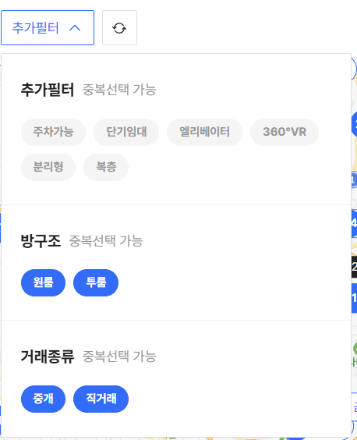 추가필터
추가필터 중복선택 가능
주차가능 단기임대 엘리베이터 360°VR
분리형 복층
방구조 중복선택 가능
원룸 투룸
거래종류 중복선택 가능
중개 직거래